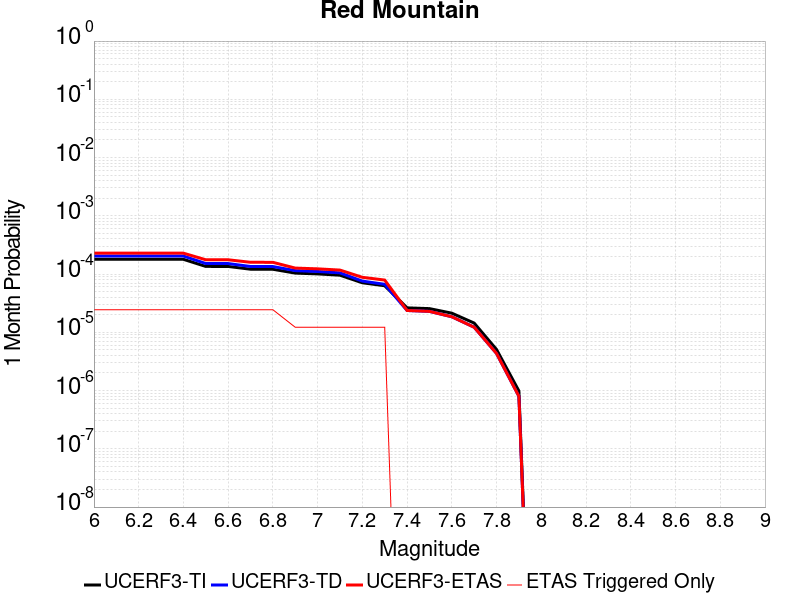 Red Mountain
10^0
10^-1
10^-2
10^-3
10^-4
10^-5
10^-6
10^-7
10^-8
1 Month Probability
6 6.2 6.4 6.6 6.8 7 7.2 7.4 7.6 7.8 8 8.2 8.4 8.6 8.8 9
Magnitude
UCERF3-TI UCERF3-TD UCERF3-ETAS ETAS Triggered Only